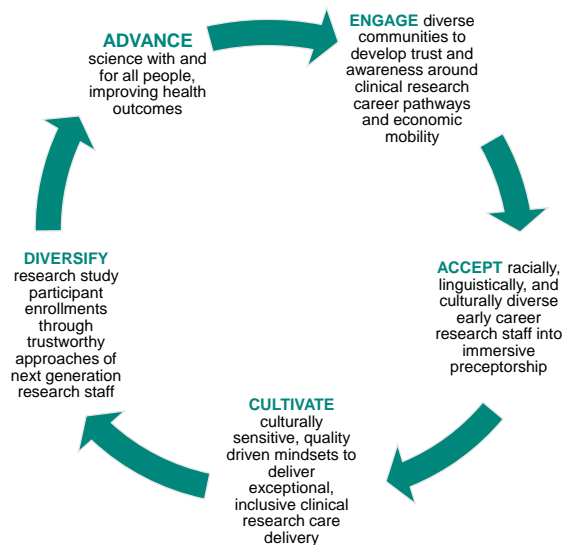 ADVANCE
science with and
for all people,
improving health
outcomes
ENGAGE diverse
communities to
develop trust and
awareness around
clinical research
career pathways
and economic
mobility
ACCEPT racially,
linguistically, and
culturally diverse
early career
research staff into
immersive
preceptorship
CULTIVATE
culturally
sensitive, quality
driven mindsets to
deliver
exceptional,
inclusive clinical
research care
delivery
DIVERSIFY
research study
participant
enrollments
through
trustworthy
approaches of
next generation
research staff